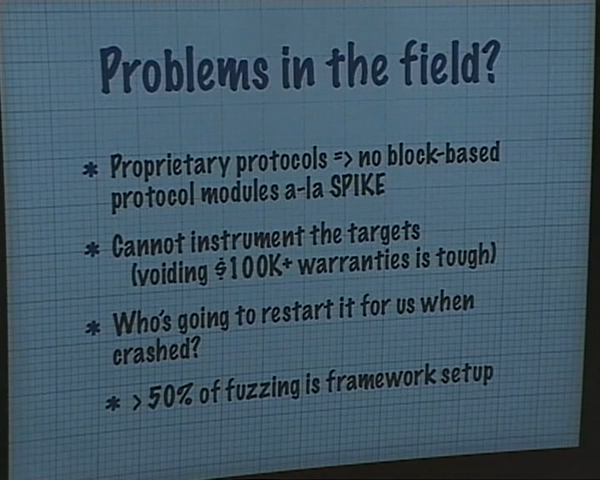 Problems in the field?
* Proprietary protocols => no block-based
protocol modules a-la SPIKE
* Cannot instrument the targets
(voiding $100K+ warranties is tough)
* Who's going to restart it for us when
crashed?
* > 50% of fuzzing is framework setup